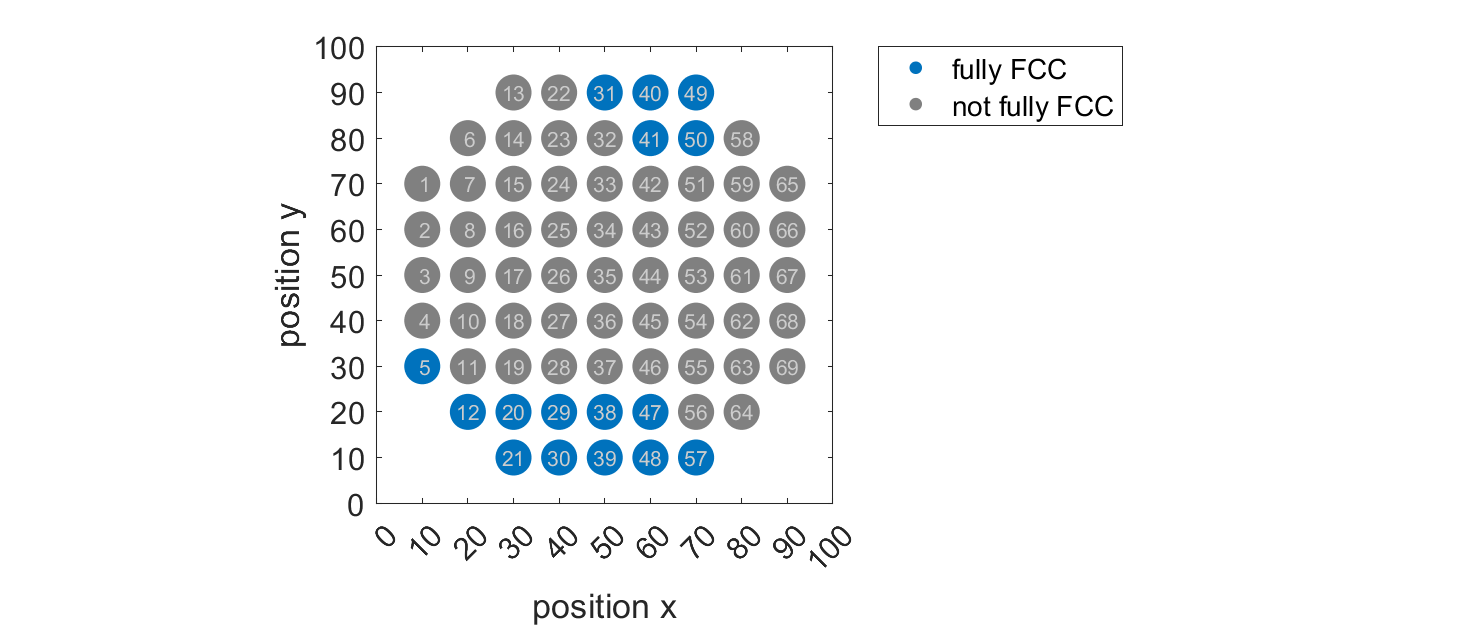 100
90
80
70
60
50
40
30
20
10
0
position y
13 22 31 40 49
6 14 23 32 41 50 58
1 7 15 24 33 42 51 59 65
2 8 16 25 34 43 52 60 66
3 9 17 26 35 44 53 61 67
4 10 18 27 36 45 54 62 68
5 11 19 28 37 46 55 63 69
12 20 29 38 47 56 64
21 30 39 48 57
0 10 20 30 40 50 60 70 80 90 100
position x
fully FCC
not fully FCC